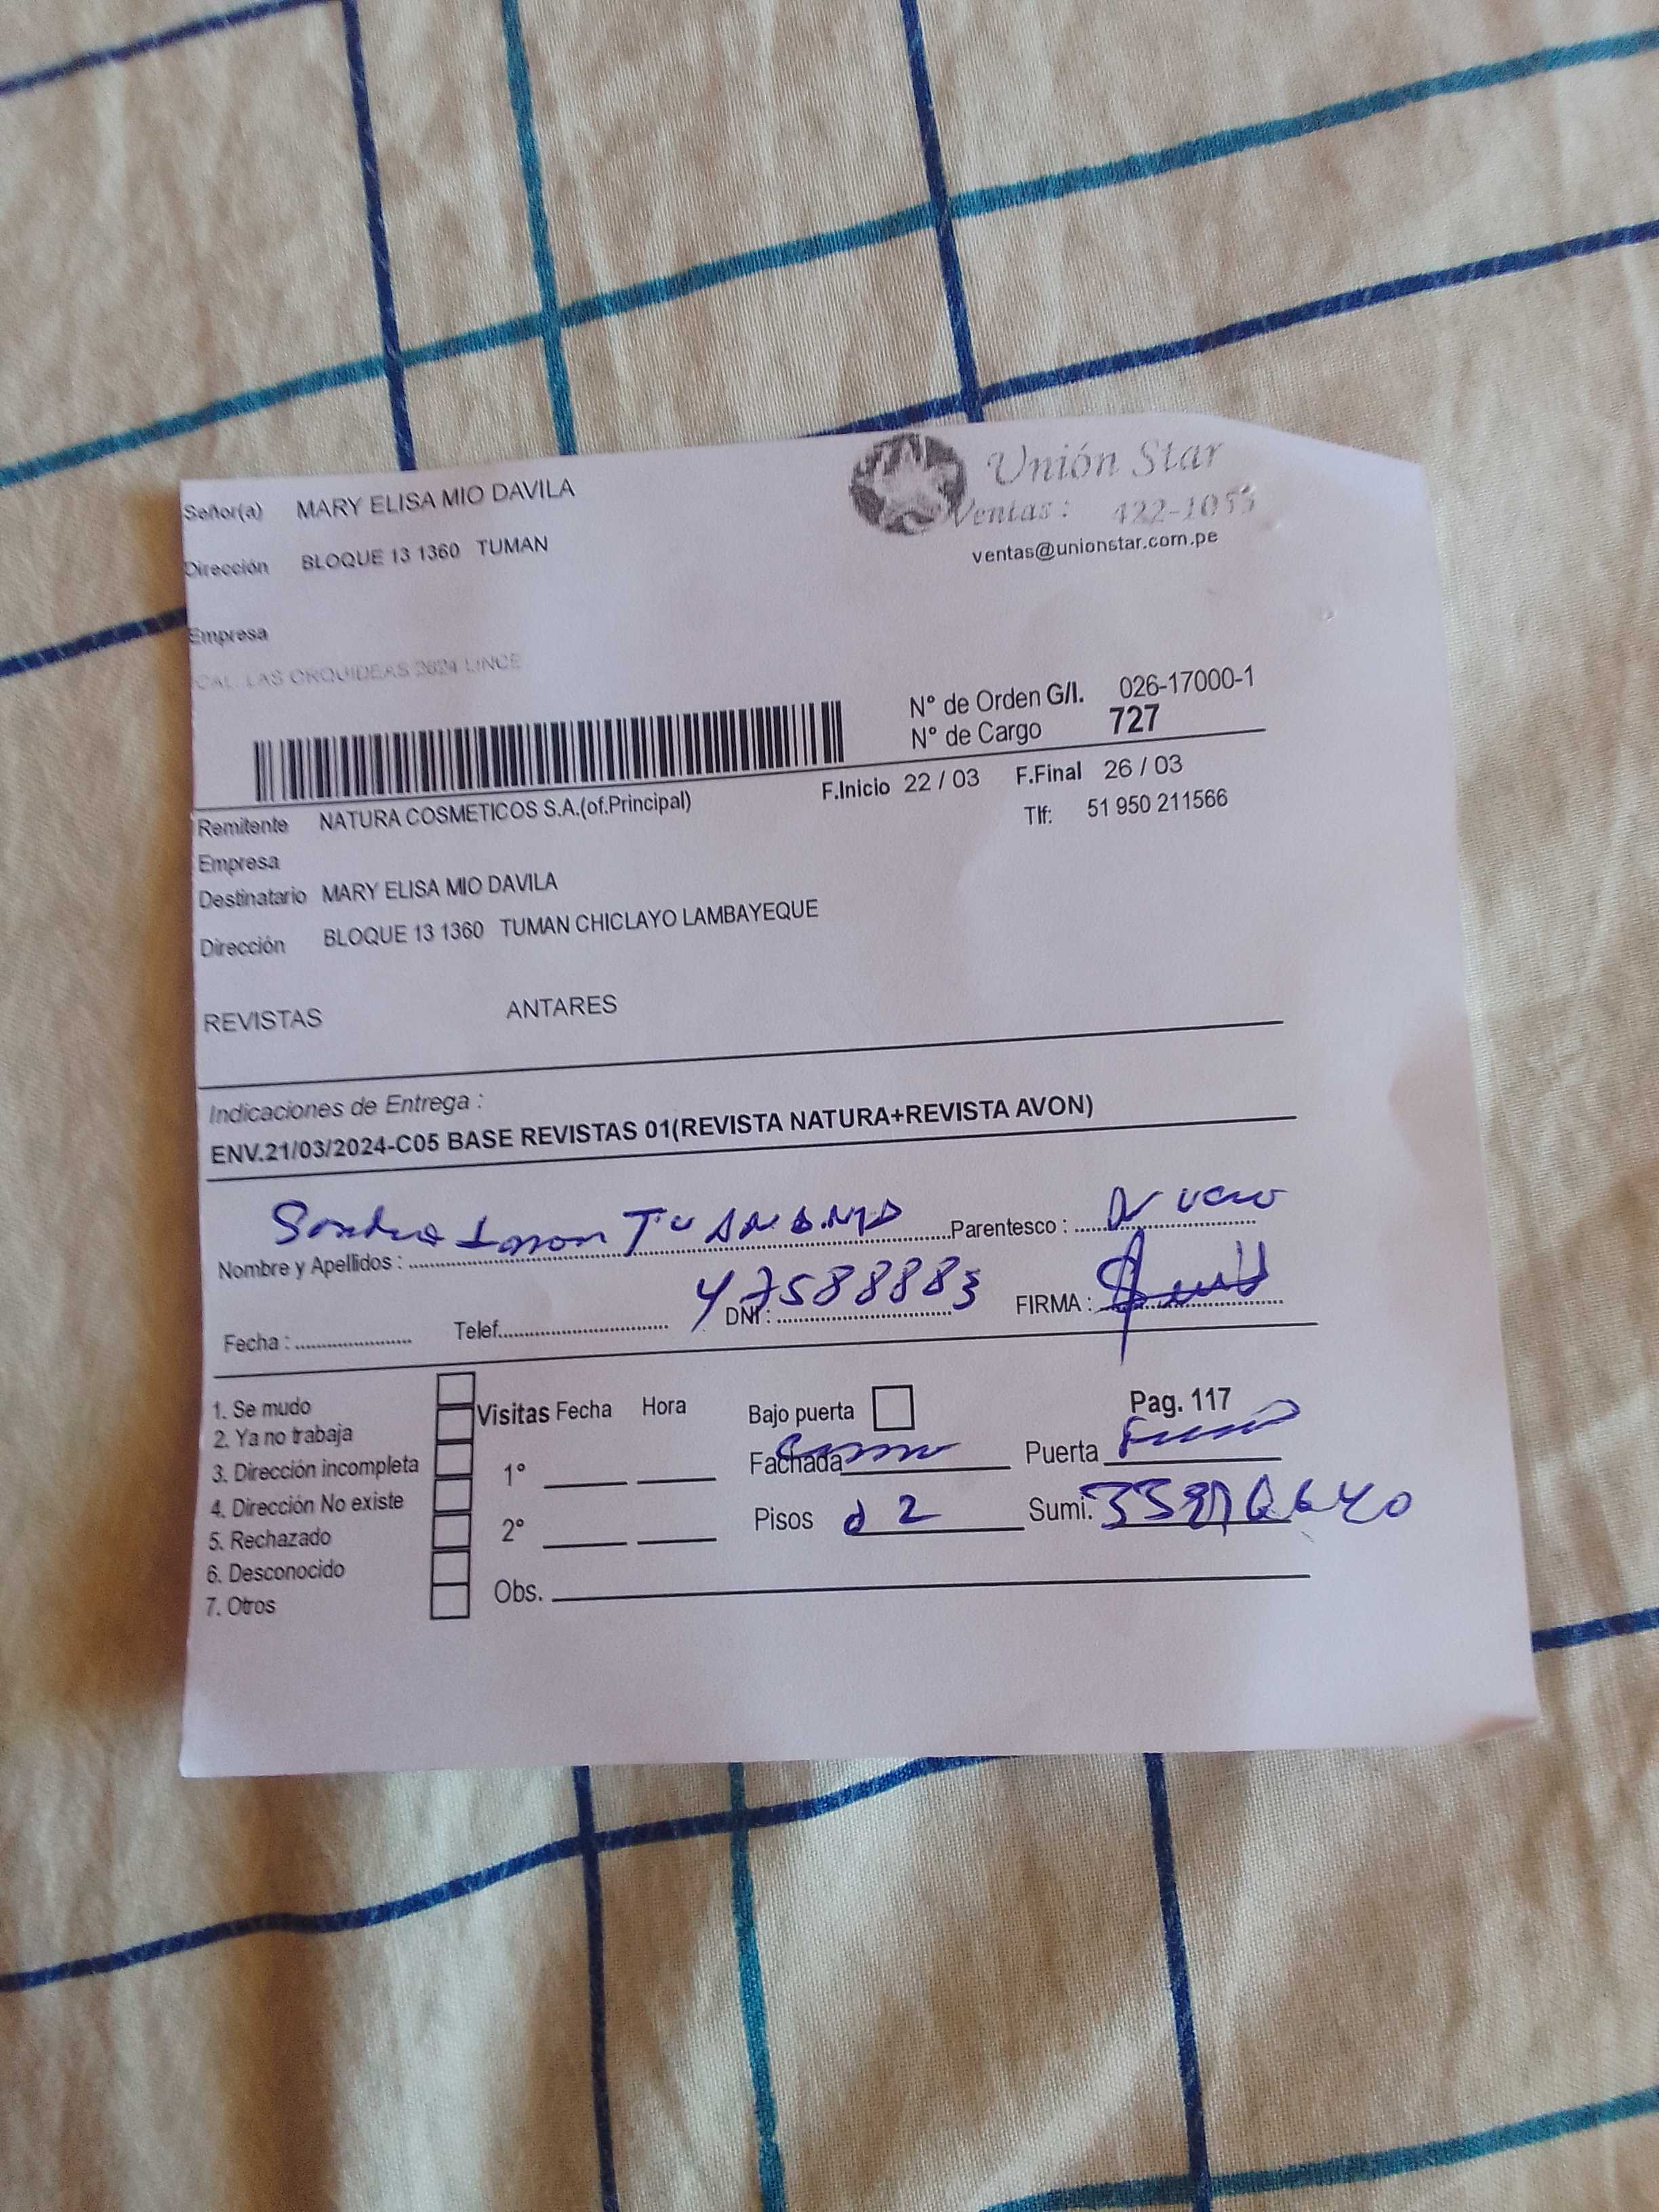 Unión Star
Señor(a) MARY ELISA MIO DAVILA
Ventas: 422-1053
Dirección BLOQUE 13 1360 TUMAN
ventas@unionstar.com.pe
Empresa
CAL. LAS ORQUIDEAS 2624 LINCE
N° de Orden G/I. 026-17000-1
N° de Cargo 727
F.Inicio 22 / 03 F.Final 26 / 03
Remitente NATURA COSMETICOS S.A.(of.Principal)
Tlf: 51 950 211566
Empresa
Destinatario MARY ELISA MIO DAVILA
Dirección BLOQUE 13 1360 TUMAN CHICLAYO LAMBAYEQUE
REVISTAS ANTARES
Indicaciones de Entrega :
ENV.21/03/2024-C05 BASE REVISTAS 01(REVISTA NATURA+REVISTA AVON)
Nombre y Apellidos : Parentesco :
Fecha : Telef. DNI : 47588883 FIRMA :
1. Se mudo
2. Ya no trabaja
3. Dirección incompleta
4. Dirección No existe
5. Rechazado
6. Desconocido
7. Otros
Visitas Fecha Hora
1°
2°
Obs.
Bajo puerta Pag. 117
Fachada Puerta
Pisos 2 Sumi.